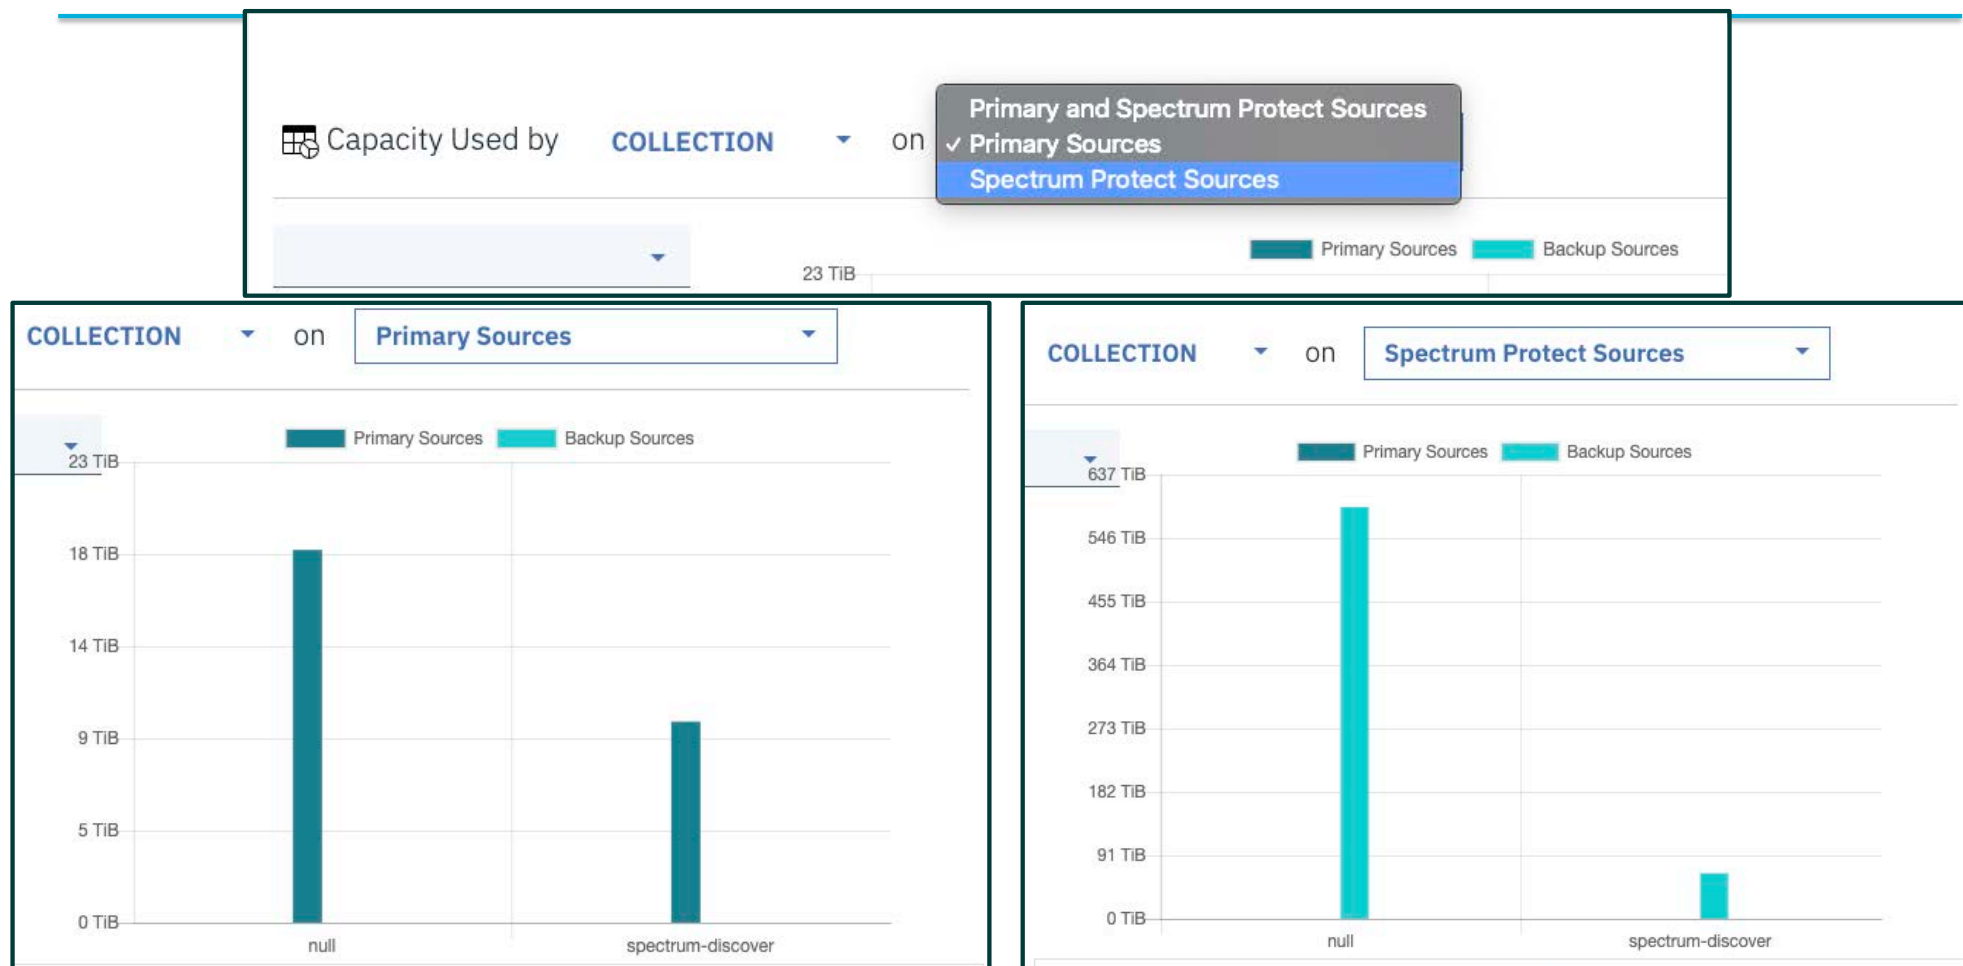 Primary and Spectrum Protect Sources
Capacity Used by COLLECTION on ✓ Primary Sources
Spectrum Protect Sources
Primary Sources Backup Sources
23 TiB
COLLECTION on Primary Sources
Primary Sources Backup Sources
23 TiB
18 TiB
14 TiB
9 TiB
5 TiB
0 TiB
null spectrum-discover
COLLECTION on Spectrum Protect Sources
Primary Sources Backup Sources
637 TiB
546 TiB
455 TiB
364 TiB
273 TiB
182 TiB
91 TiB
0 TiB
null spectrum-discover